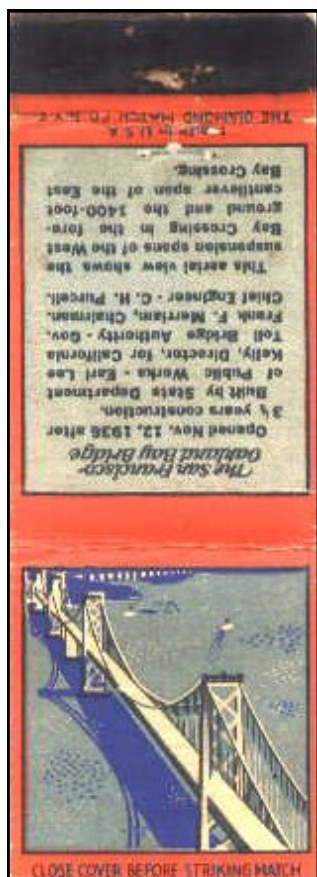 The San Francisco-
Oakland Bay Bridge
Opened Nov. 12, 1936 after
3½ years construction.
Built by State Department
of Public Works - Earl Lee
Kelly, Director, for California
Toll Bridge Authority - Gov.
Frank F. Merriam, Chairman.
Chief Engineer - C. H. Purcell.
This aerial view shows the
suspension spans of the West
Bay Crossing in the fore-
ground and the 1400-foot
cantilever span of the East
Bay Crossing.
IN U.S.A.
THE DIAMOND MATCH CO. N.Y.C.
CLOSE COVER BEFORE STRIKING MATCH